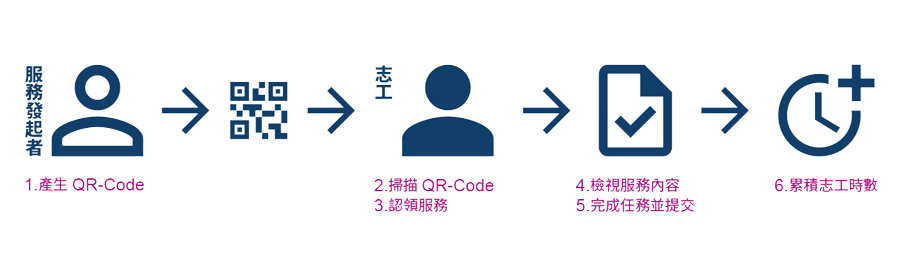 服務發起者
志工
1.產生 QR-Code
2.掃描 QR-Code
3.認領服務
4.檢視服務內容
5.完成任務並提交
6.累積志工時數